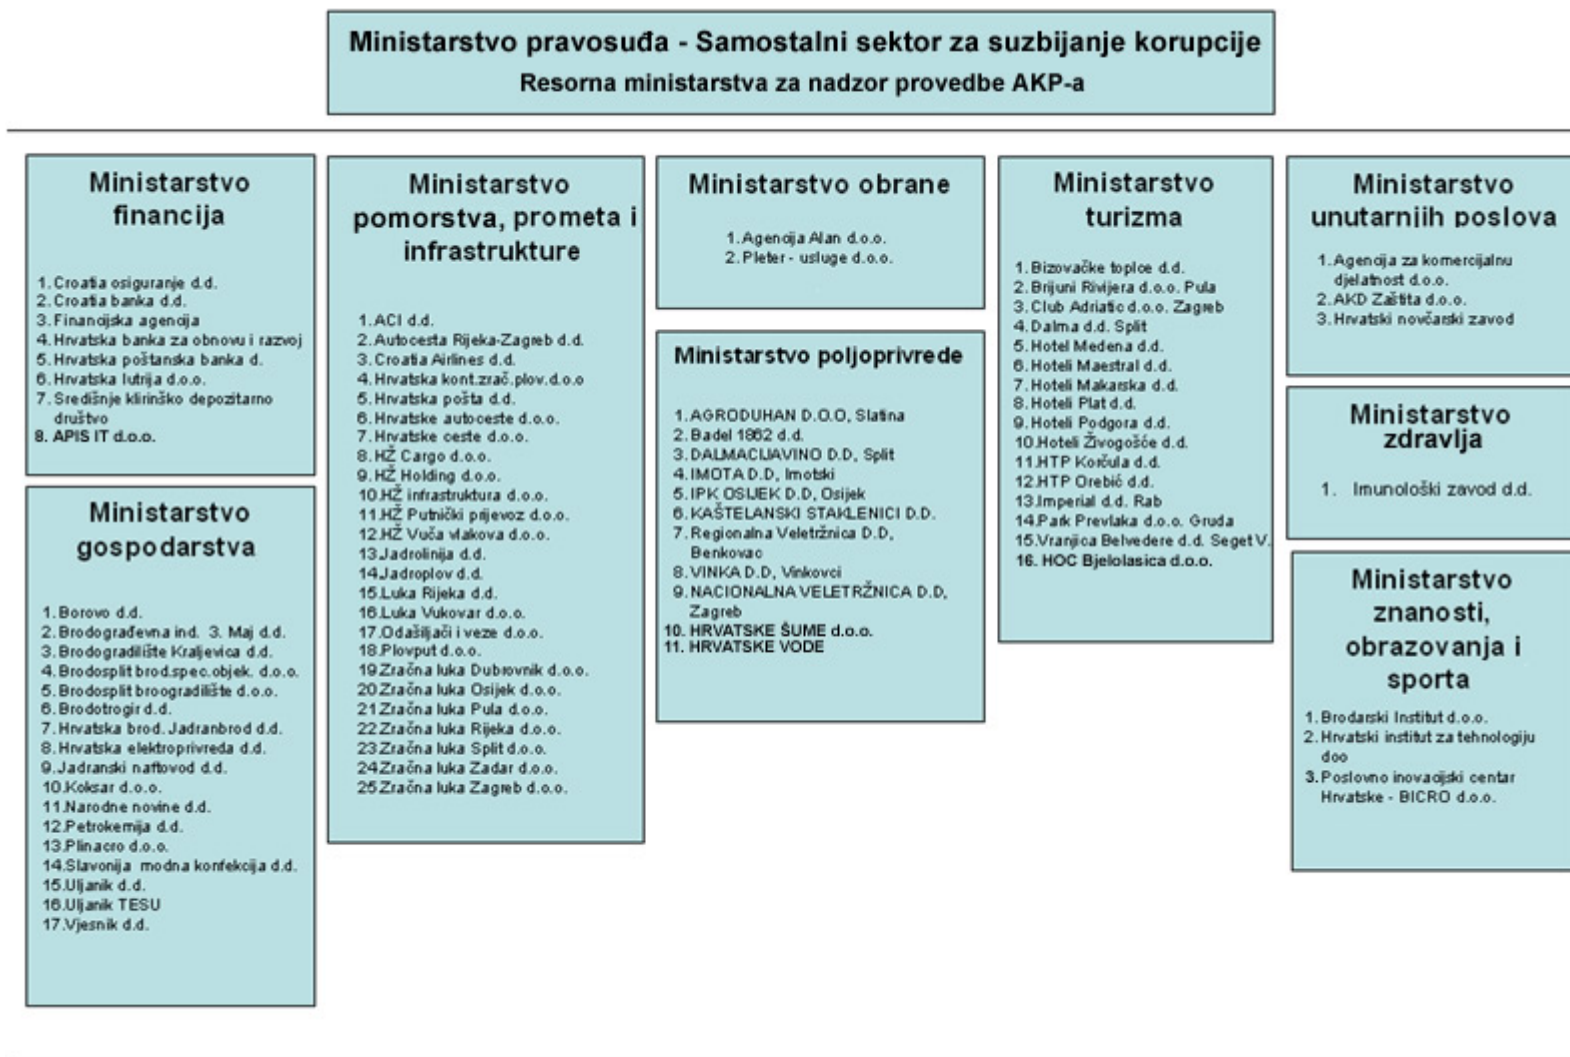 Ministarstvo pravosuđa - Samostalni sektor za suzbijanje korupcije
Resorna ministarstva za nadzor provedbe AKP-a
Ministarstvo
financija
1. Croatia osiguranje d.d.
2. Croatia banka d.d.
3. Financijska agencija
4. Hrvatska banka za obnovu i razvoj
5. Hrvatska poštanska banka d.
6. Hrvatska lutrija d.o.o.
7. Središnje klirinško depozitarno
društvo
8. APIS IT d.o.o.
Ministarstvo
gospodarstva
1. Borovo d.d.
2. Brodograđevna ind. 3. Maj d.d.
3. Brodogradilište Kraljevica d.d.
4. Brodosplit brod.spec.objek. d.o.o.
5. Brodosplit broogradilište d.o.o.
6. Brodotrogir d.d.
7. Hrvatska brod. Jadranbrod d.d.
8. Hrvatska elektroprivreda d.d.
9. Jadranski naftovod d.d.
10. Koksar d.o.o.
11. Narodne novine d.d.
12. Petrokemija d.d.
13. Plinacro d.o.o.
14. Slavonija modna konfekcija d.d.
15. Uljanik d.d.
16. Uljanik TESU
17. Vjesnik d.d.
Ministarstvo
pomorstva, prometa i
infrastrukture
1. ACI d.d.
2. Autocesta Rijeka-Zagreb d.d.
3. Croatia Airlines d.d.
4. Hrvatska kont.zrač.plov.d.o.o
5. Hrvatska pošta d.d.
6. Hrvatske autoceste d.o.o.
7. Hrvatske ceste d.o.o.
8. HŽ Cargo d.o.o.
9. HŽ Holding d.o.o.
10. HŽ infrastruktura d.o.o.
11. HŽ Putnički prijevoz d.o.o.
12. HŽ Vuča vlakova d.o.o.
13. Jadrolinija d.d.
14. Jadroplov d.d.
15. Luka Rijeka d.d.
16. Luka Vukovar d.o.o.
17. Odašiljači i veze d.o.o.
18. Plovput d.o.o.
19 Zračna luka Dubrovnik d.o.o.
20 Zračna luka Osijek d.o.o.
21 Zračna luka Pula d.o.o.
22 Zračna luka Rijeka d.o.o.
23 Zračna luka Split d.o.o.
24 Zračna luka Zadar d.o.o.
25 Zračna luka Zagreb d.o.o.
Ministarstvo obrane
1. Agencija Alan d.o.o.
2. Pleter - usluge d.o.o.
Ministarstvo poljoprivrede
1. AGRODUHAN D.O.O, Slatina
2. Badel 1862 d.d.
3. DALMACIJAVINO D.D, Split
4. IMOTA D.D, Imotski
5. IPK OSIJEK D.D, Osijek
6. KAŠTELANSKI STAKLENICI D.D.
7. Regionalna Veletržnica D.D,
Benkovac
8. VINKA D.D, Vinkovci
9. NACIONALNA VELETRŽNICA D.D,
Zagreb
10. HRVATSKE ŠUME d.o.o.
11. HRVATSKE VODE
Ministarstvo
turizma
1. Bizovačke toplce d.d.
2. Brijuni Rivijera d.o.o. Pula
3. Club Adriatic d.o.o. Zagreb
4. Dalma d.d. Split
5. Hotel Medena d.d.
6. Hoteli Maestral d.d.
7. Hoteli Makarska d.d.
8. Hoteli Plat d.d.
9. Hoteli Podgora d.d.
10. Hoteli Živogošće d.d.
11. HTP Korčula d.d.
12. HTP Orebić d.d.
13. Imperial d.d. Rab
14. Park Prevlaka d.o.o. Gruda
15. Vranjica Belvedere d.d. Seget V.
16. HOC Bjelolasica d.o.o.
Ministarstvo
unutarnjih poslova
1. Agencija za komercijalnu
djelatnost d.o.o.
2. AKD Zaštita d.o.o.
3. Hrvatski novčarski zavod
Ministarstvo
zdravlja
1. Imunološki zavod d.d.
Ministarstvo
znanosti,
obrazovanja i
sporta
1. Brodarski Institut d.o.o.
2. Hrvatski institut za tehnologiju
doo
3. Poslovno inovacijski centar
Hrvatske - BICRO d.o.o.